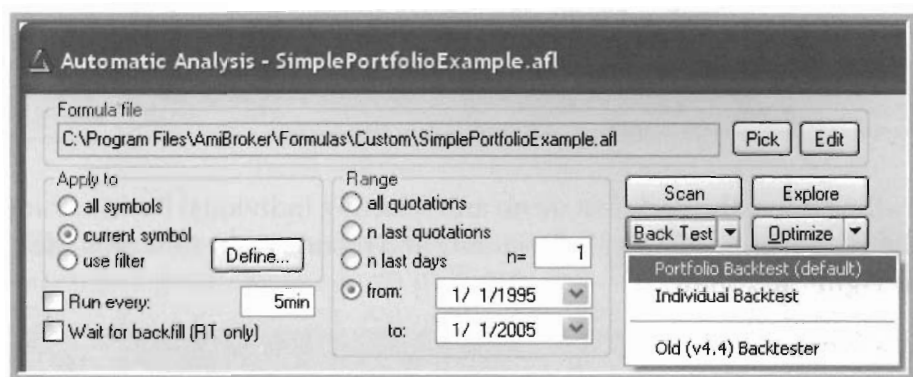 Automatic Analysis - SimplePortfolioExample.afl
Formula file
C:\Program Files\AmiBroker\Formulas\Custom\SimplePortfolioExample.afl Pick Edit
Apply to
all symbols
current symbol
use filter Define...
Run every: 5min
Wait for backfill (RT only)
Range
all quotations
n last quotations
n last days n= 1
from: 1/ 1/1995
to: 1/ 1/2005
Scan Explore
Back Test Optimize
Portfolio Backtest (default)
Individual Backtest
Old (v4.4) Backtester